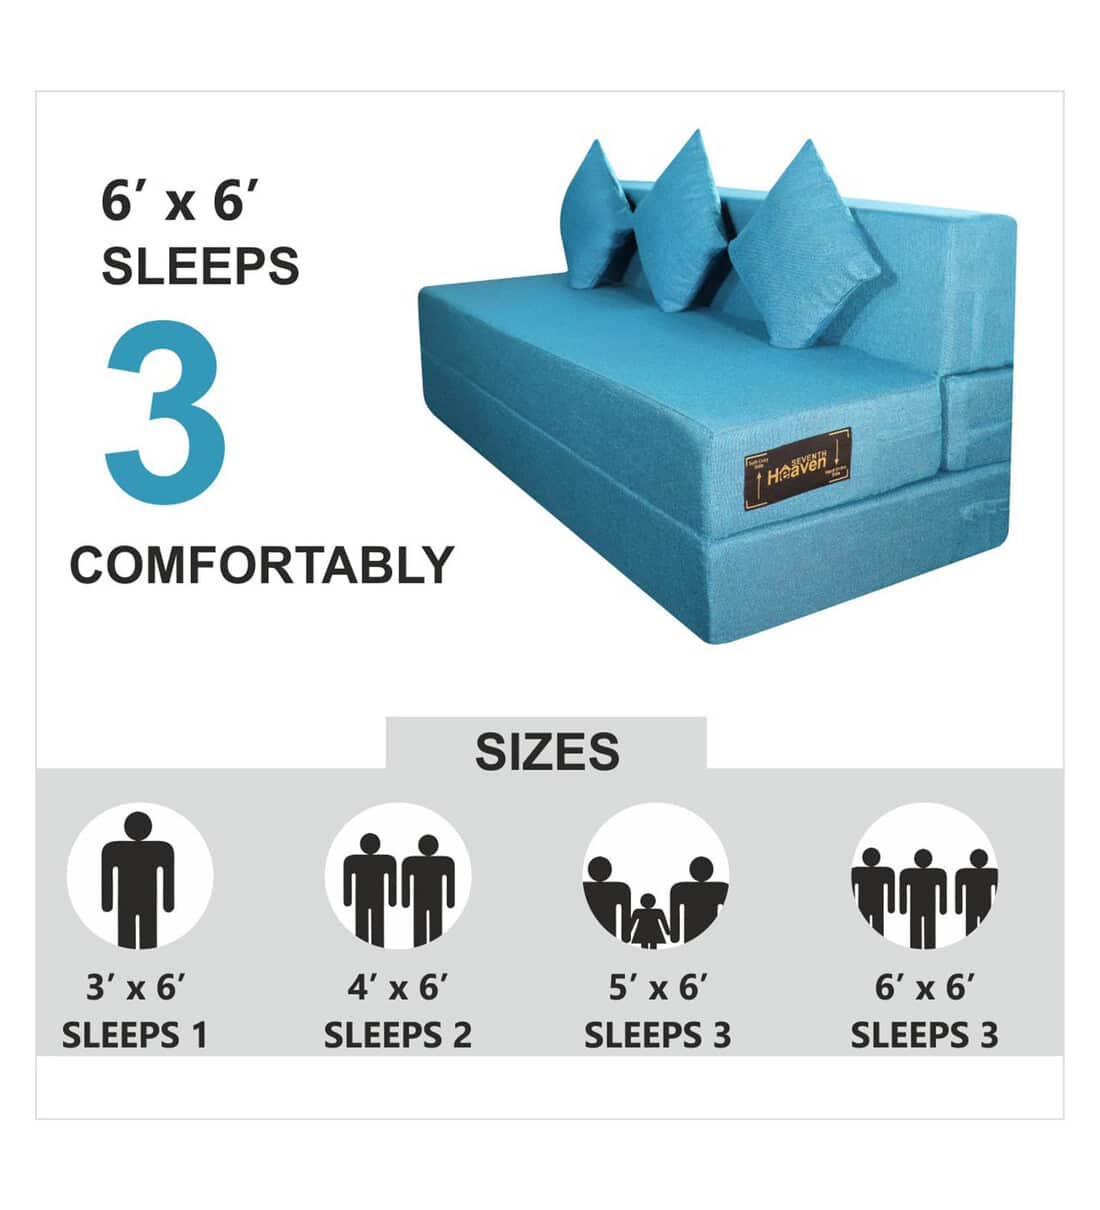 6’ x 6’
SLEEPS
3
COMFORTABLY
SEVENTH
Heaven
SIZES
3’ x 6’
SLEEPS 1
4’ x 6’
SLEEPS 2
5’ x 6’
SLEEPS 3
6’ x 6’
SLEEPS 3